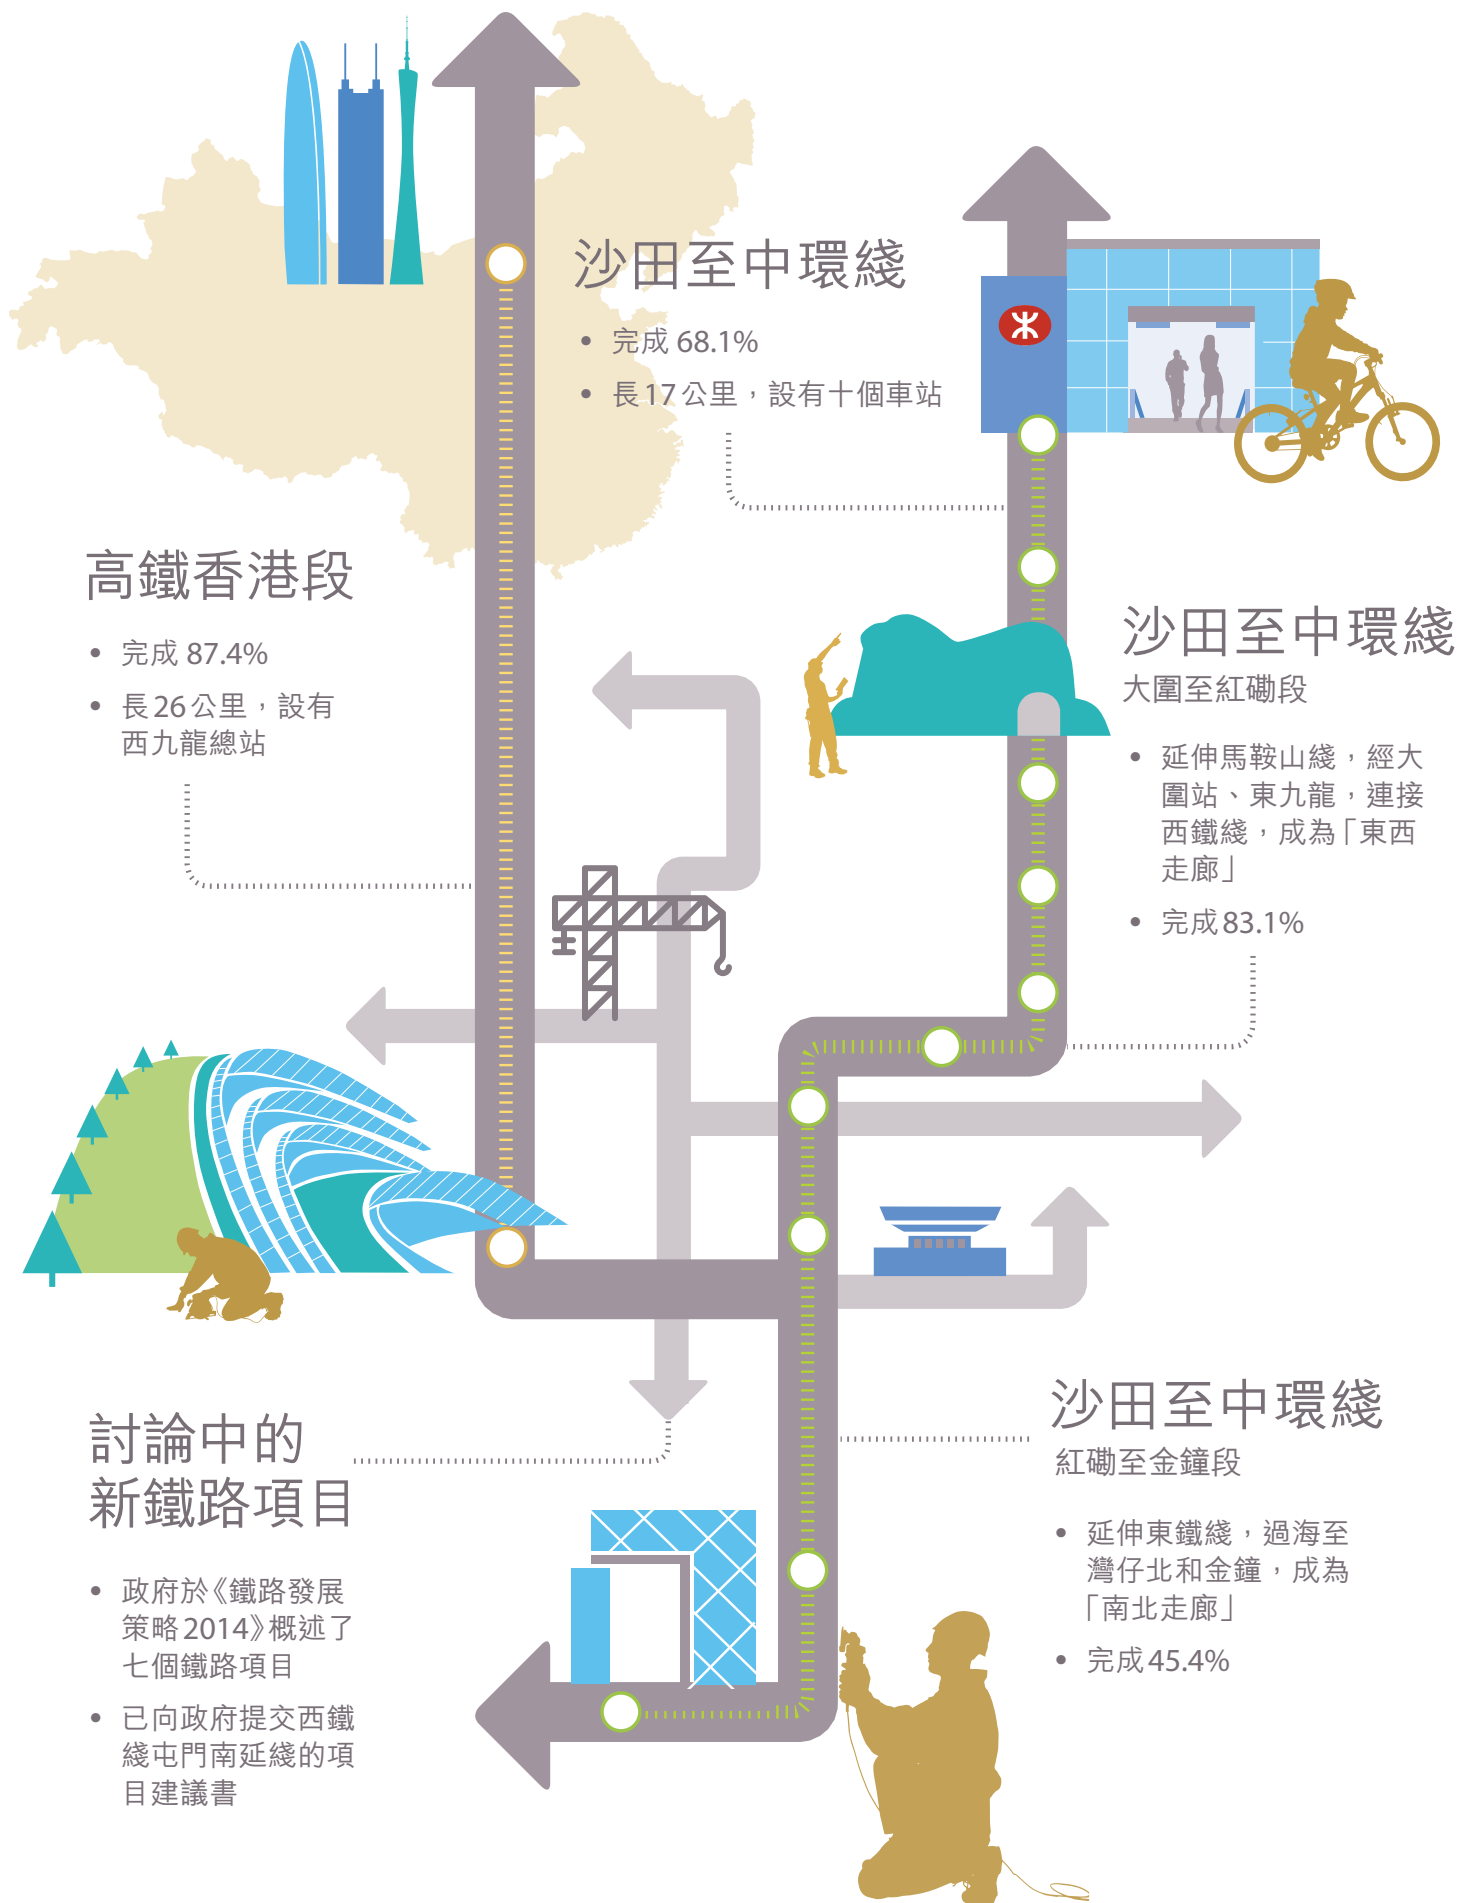 沙田至中環綫
• 完成 68.1%
• 長17公里，設有十個車站
高鐵香港段
• 完成 87.4%
• 長26公里，設有
西九龍總站
沙田至中環綫
大圍至紅磡段
• 延伸馬鞍山綫，經大
圍站、東九龍，連接
西鐵綫，成為「東西
走廊」
• 完成83.1%
沙田至中環綫
紅磡至金鐘段
• 延伸東鐵綫，過海至
灣仔北和金鐘，成為
「南北走廊」
• 完成45.4%
討論中的
新鐵路項目
• 政府於《鐵路發展
策略2014》概述了
七個鐵路項目
• 已向政府提交西鐵
綫屯門南延綫的項
目建議書